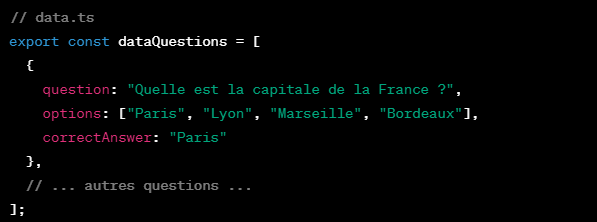 // data.ts
export const dataQuestions = [
  {
    question: "Quelle est la capitale de la France ?",
    options: ["Paris", "Lyon", "Marseille", "Bordeaux"],
    correctAnswer: "Paris"
  },
  // ... autres questions ...
];